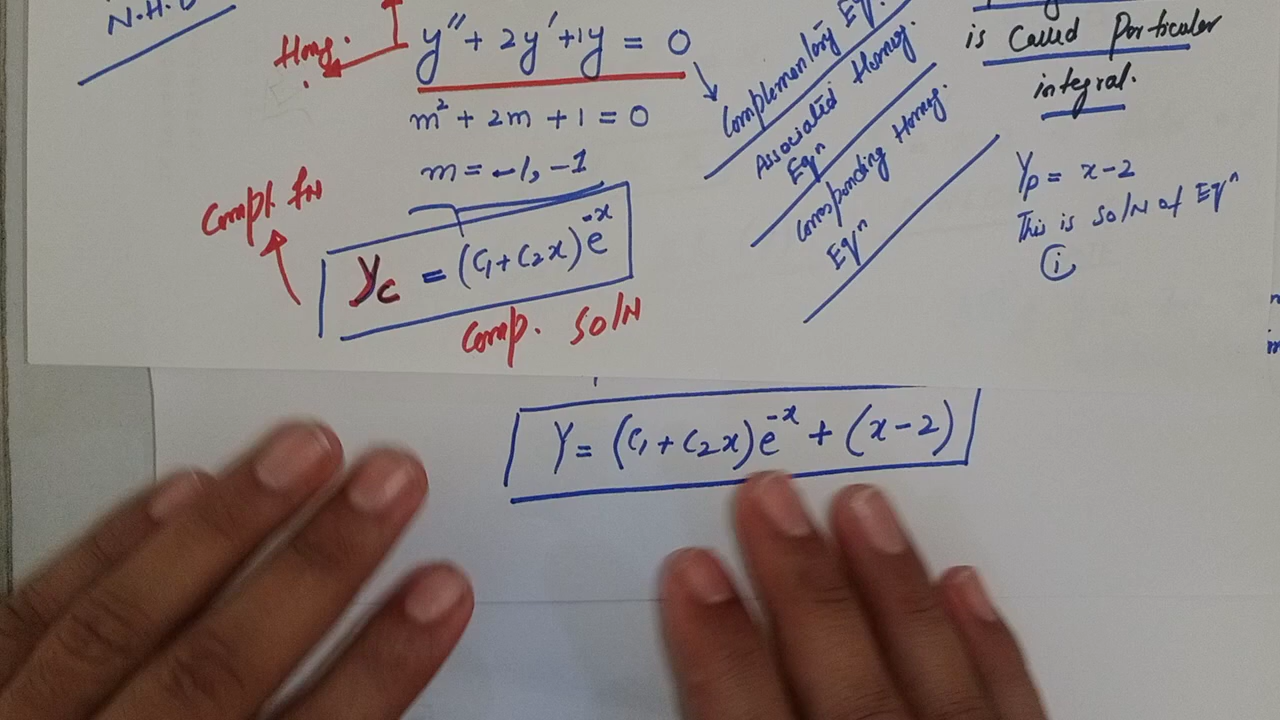 N.H.
Homg.
y'' + 2y' + 1y = 0
m² + 2m + 1 = 0
m = -1, -1
Compl. fN
Yc = (C₁ + C₂x) e⁻ˣ
Comp. SolN
Complementary Eqⁿ.
Associated Homog.
Eqⁿ
Corresponding Homog.
Eqⁿ
is Called Particular
integral.
Yp = x-2
This is SolN of Eqⁿ
i
Y = (C₁ + C₂x) e⁻ˣ + (x-2)